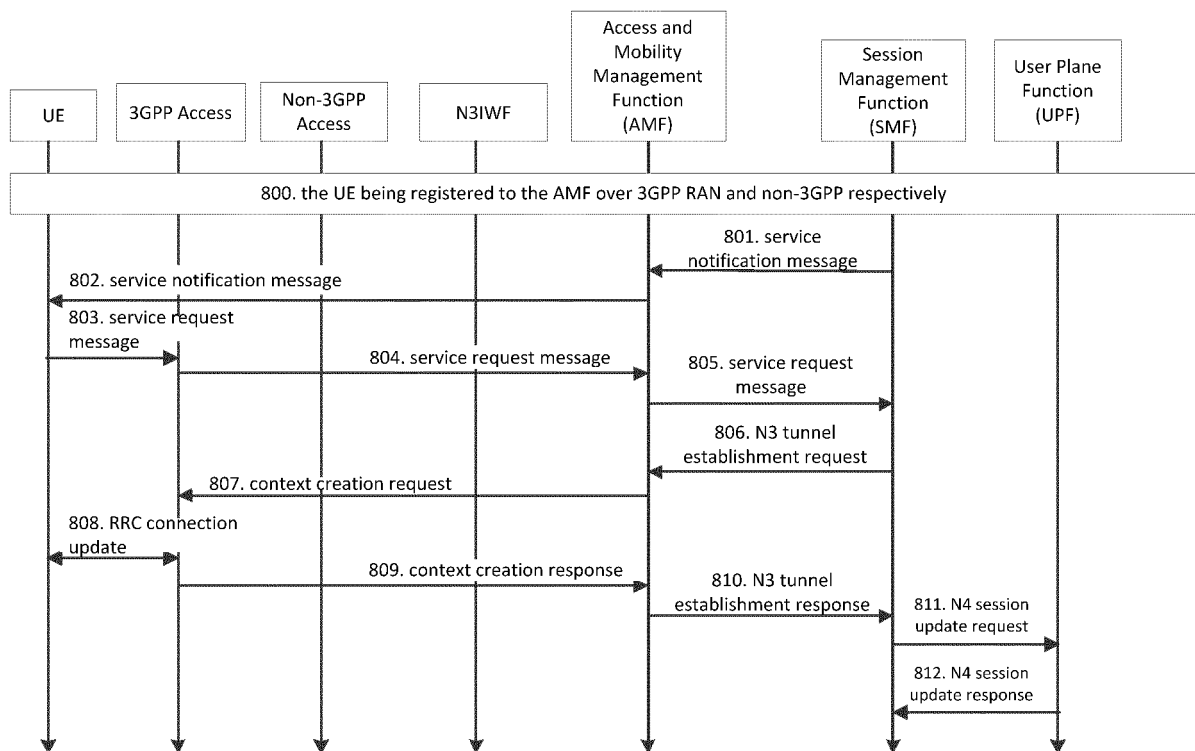 UE
3GPP Access
Non-3GPP
Access
N3IWF
Access and
Mobility
Management
Function
(AMF)
Session
Management
Function
(SMF)
User Plane
Function
(UPF)
800. the UE being registered to the AMF over 3GPP RAN and non-3GPP respectively
801. service
notification message
802. service notification message
803. service request
message
804. service request message
805. service request
message
806. N3 tunnel
establishment request
807. context creation request
808. RRC connection
update
809. context creation response
810. N3 tunnel
establishment response
811. N4 session
update request
812. N4 session
update response